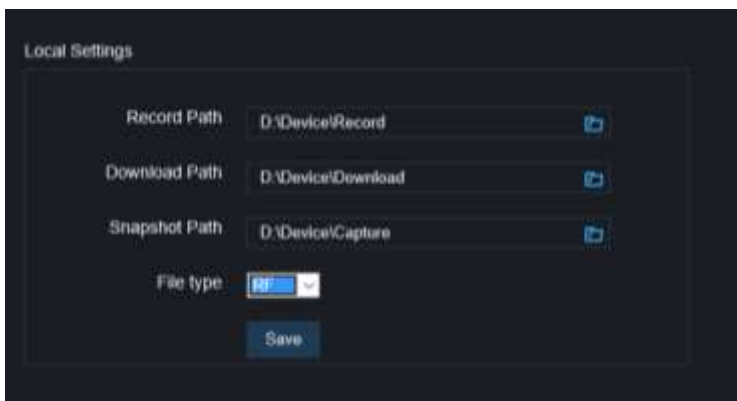 Local Settings
Record Path D:\Device\Record
Download Path D:\Device\Download
Snapshot Path D:\Device\Capture
File type RF
Save